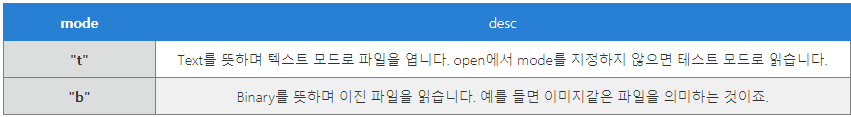 mode desc
"t" Text를 뜻하며 텍스트 모드로 파일을 엽니다. open에서 mode를 지정하지 않으면 테스트 모드로 읽습니다.
"b" Binary를 뜻하며 이진 파일을 읽습니다. 예를 들면 이미지같은 파일을 의미하는 것이죠.